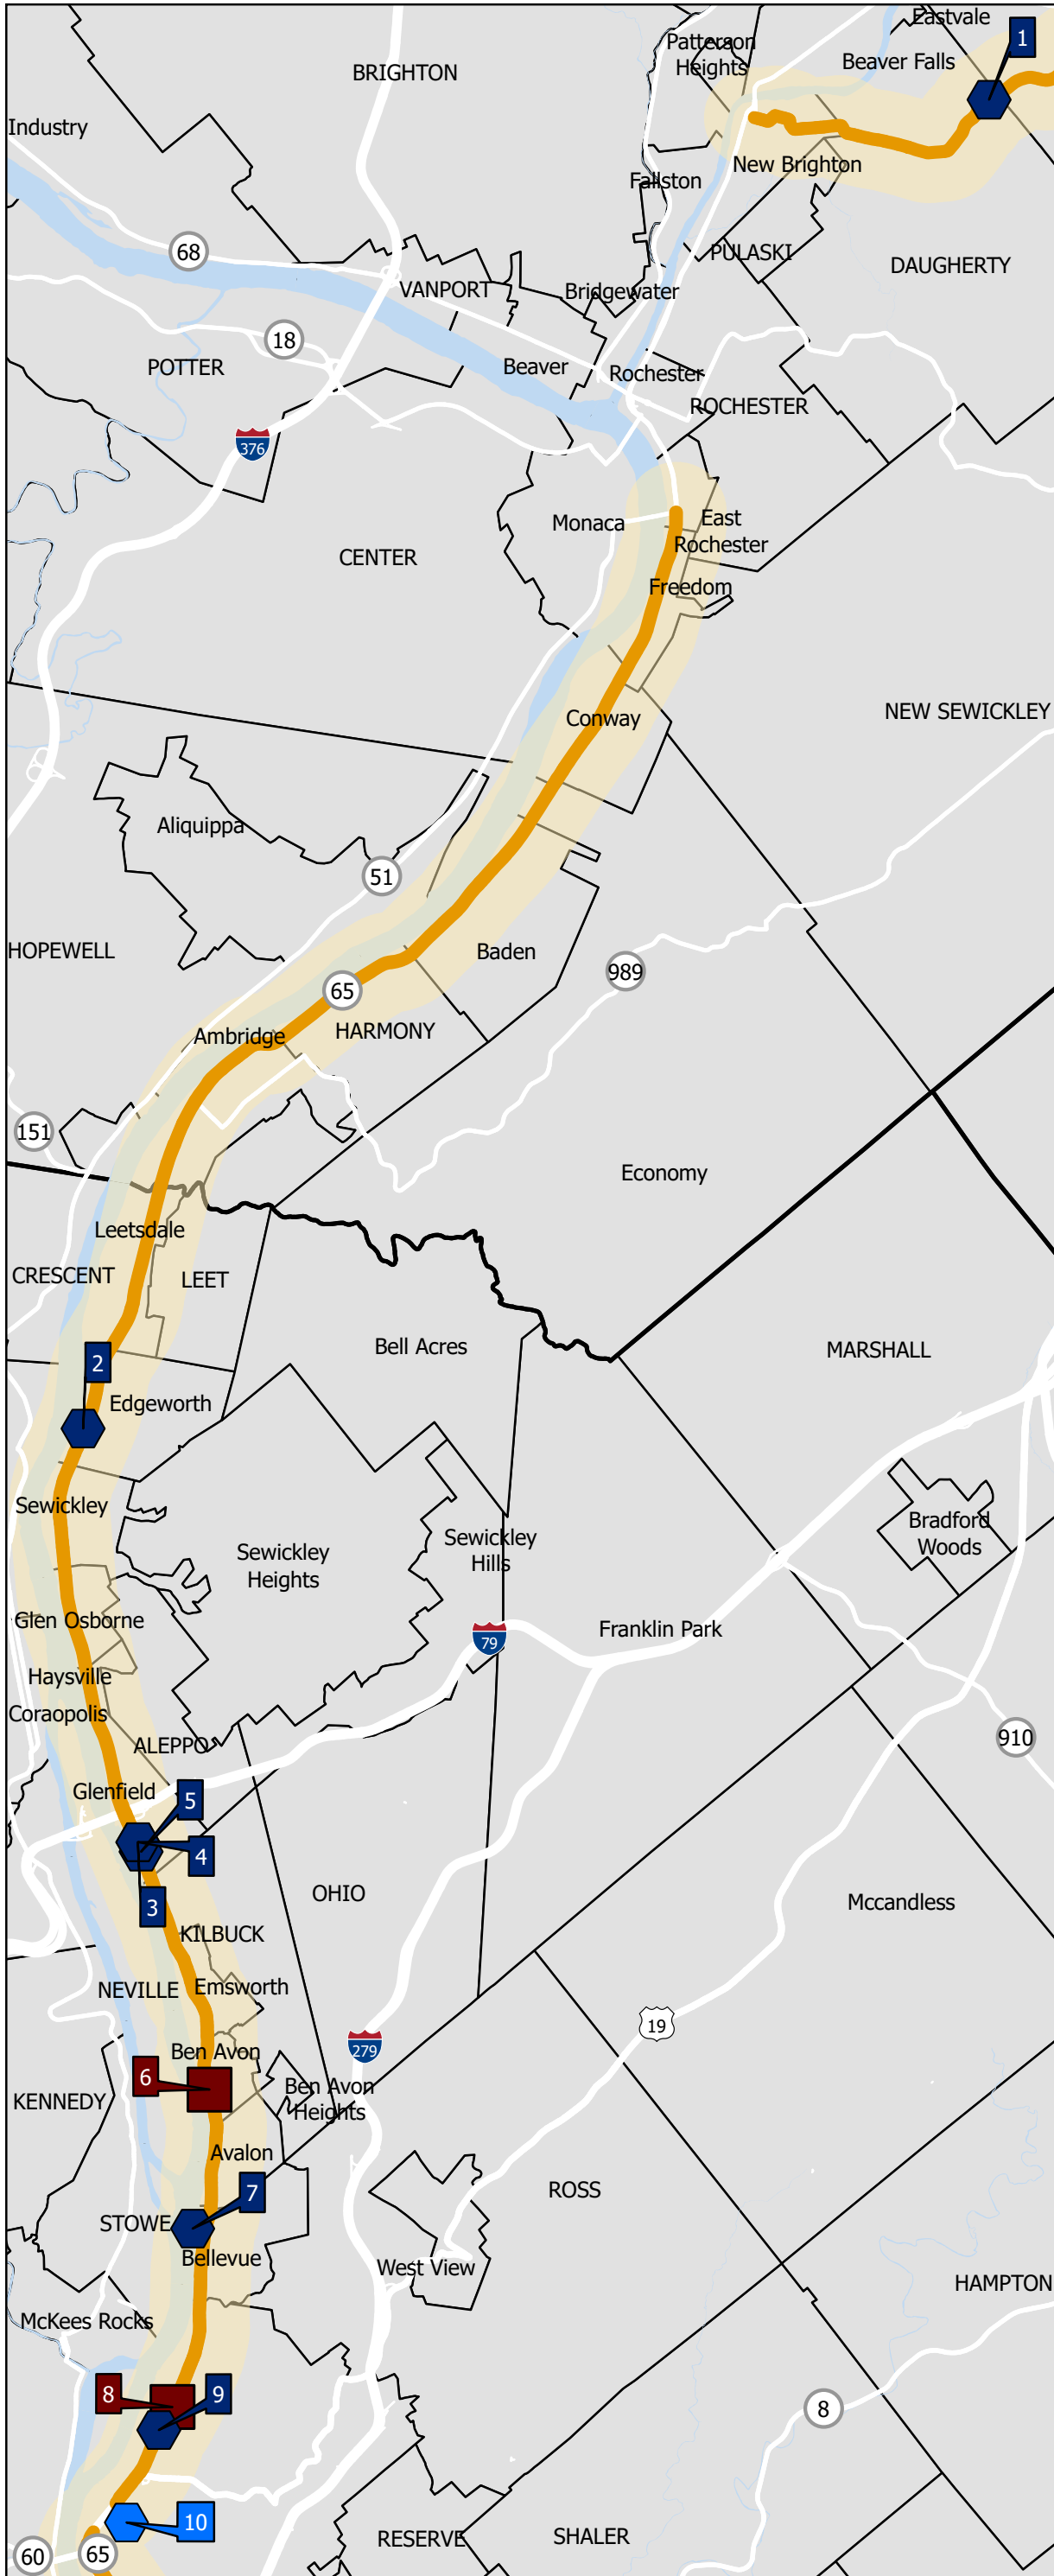 Eastvale
1
Patterson
Heights
Beaver Falls
BRIGHTON
Industry
New Brighton
Fallston
68
PULASKI
DAUGHERTY
VANPORT
Bridgewater
18
POTTER
Beaver
Rochester
ROCHESTER
376
Monaca
East
Rochester
CENTER
Freedom
NEW SEWICKLEY
Conway
Aliquippa
51
HOPEWELL
Baden
989
65
Ambridge
HARMONY
151
Economy
Leetsdale
CRESCENT
LEET
Bell Acres
MARSHALL
2
Edgeworth
Sewickley
Bradford
Woods
Sewickley
Hills
Sewickley
Heights
Glen Osborne
Franklin Park
79
Haysville
Coraopolis
ALEPPO
910
Glenfield
5
4
3
OHIO
Mccandless
KILBUCK
NEVILLE
Emsworth
19
279
Ben Avon
6
KENNEDY
Ben Avon
Heights
Avalon
7
ROSS
STOWE
Bellevue
West View
HAMPTON
McKees Rocks
8
9
8
10
RESERVE
SHALER
60
65